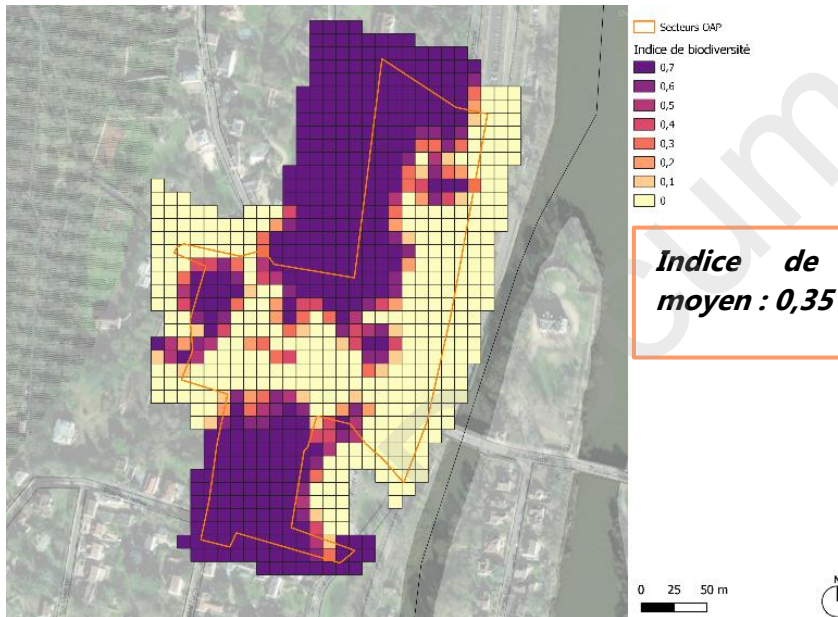 Secteurs OAP
Indice de biodiversité
0,7
0,6
0,5
0,4
0,3
0,2
0,1
0
cum
Indice de
moyen : 0,35
0 25 50 m
N